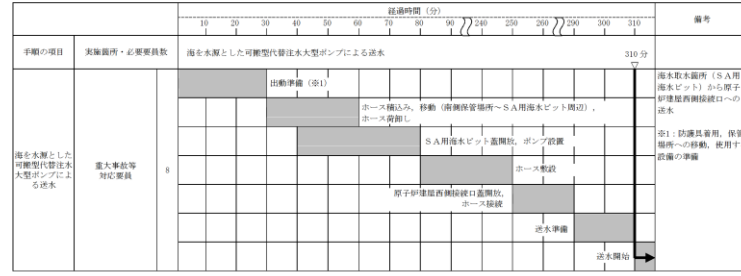 経過時間（分）
備考
10 20 30 40 50 60 70 80 90 240 250 260 270 280 290 300 310
手順の項目
実施箇所・必要要員数
海を水源とした可搬型代替注水大型ポンプによる送水
310 分
▽
海を水源とした
可搬型代替注水
大型ポンプによ
る送水
重大事故等
対応要員
8
出動準備（※1）
ホース積込み，移動（南側保管場所～ＳＡ用海水ピット周辺），
ホース荷卸し
ＳＡ用海水ピット蓋開放，ポンプ設置
ホース敷設
原子炉建屋西側接続口蓋開放，
ホース接続
送水準備
送水開始
海水取水箇所（ＳＡ用
海水ピット）から原子
炉建屋西側接続口への
送水
※1：防護具着用，保管
場所への移動，使用す
設備の準備